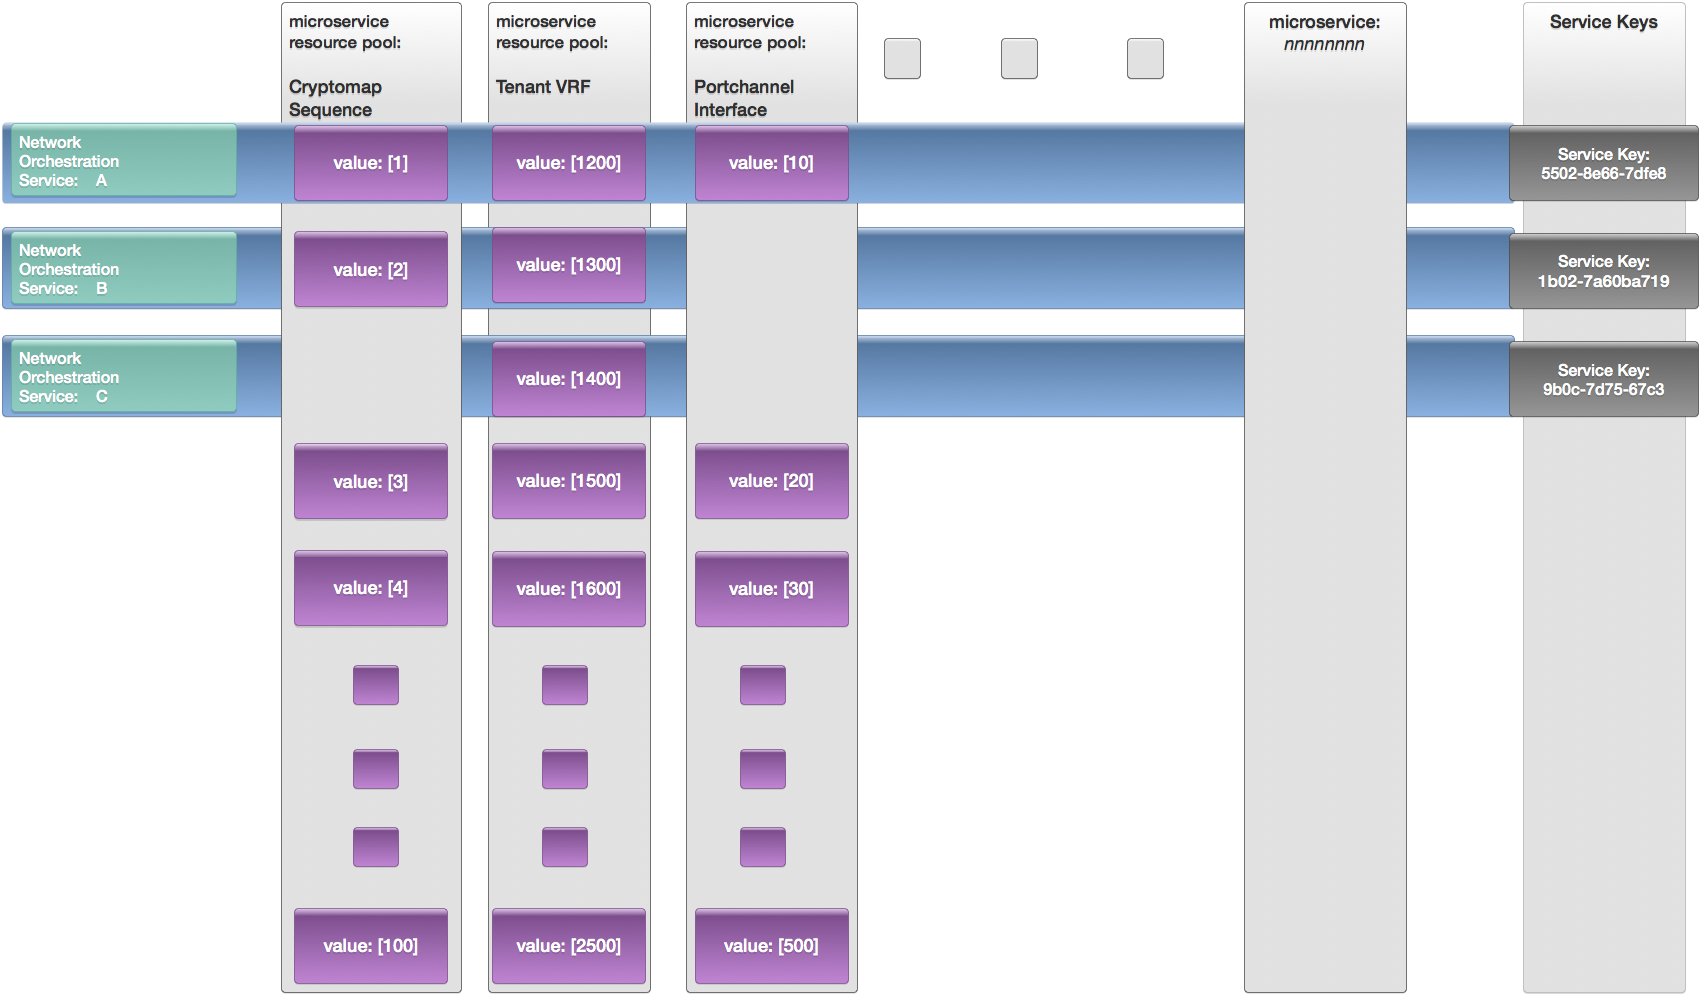 microservice
resource pool:
Cryptomap
Sequence
microservice
resource pool:
Tenant VRF
microservice
resource pool:
Portchannel
Interface
microservice:
nnnnnnnn
Service Keys
Network
Orchestration
Service: A
value: [1]
value: [1200]
value: [10]
Service Key:
5502-8e66-7dfe8
Network
Orchestration
Service: B
value: [2]
value: [1300]
Service Key:
1b02-7a60ba719
Network
Orchestration
Service: C
value: [1400]
Service Key:
9b0c-7d75-67c3
value: [3]
value: [1500]
value: [20]
value: [4]
value: [1600]
value: [30]
value: [100]
value: [2500]
value: [500]